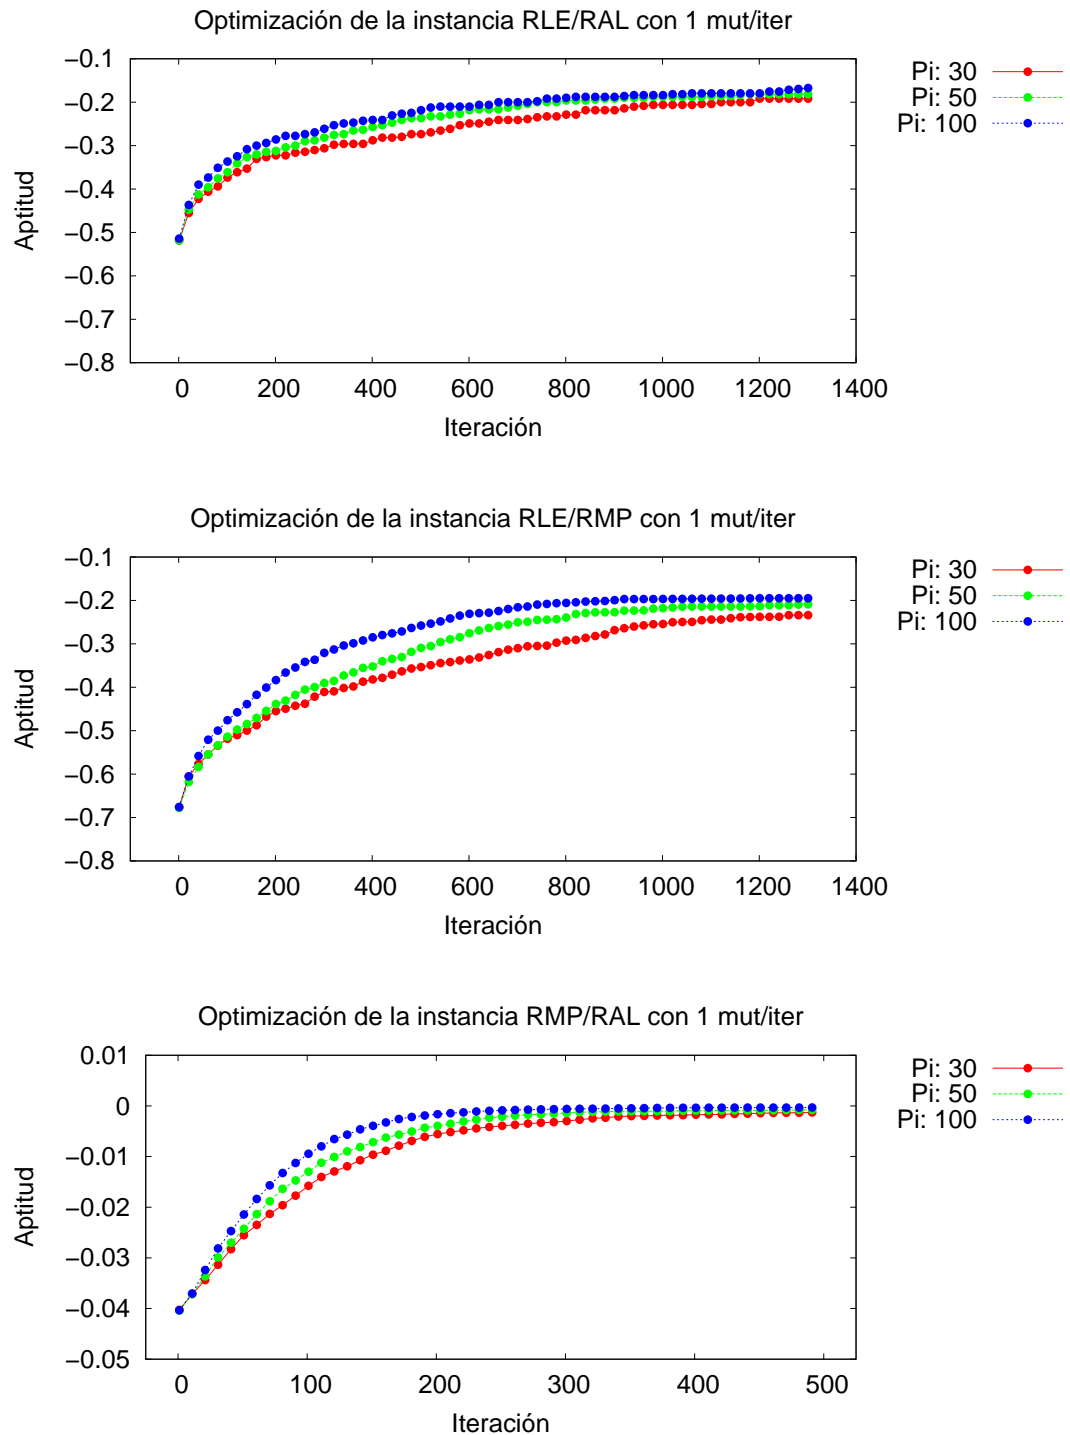 Optimización de la instancia RLE/RAL con 1 mut/iter
−0.1
−0.2
−0.3
−0.4
−0.5
−0.6
−0.7
−0.8
Aptitud
0 200 400 600 800 1000 1200 1400
Iteración
Pi: 30
Pi: 50
Pi: 100
Optimización de la instancia RLE/RMP con 1 mut/iter
−0.1
−0.2
−0.3
−0.4
−0.5
−0.6
−0.7
−0.8
Aptitud
0 200 400 600 800 1000 1200 1400
Iteración
Pi: 30
Pi: 50
Pi: 100
Optimización de la instancia RMP/RAL con 1 mut/iter
0.01
0
−0.01
−0.02
−0.03
−0.04
−0.05
Aptitud
0 100 200 300 400 500
Iteración
Pi: 30
Pi: 50
Pi: 100